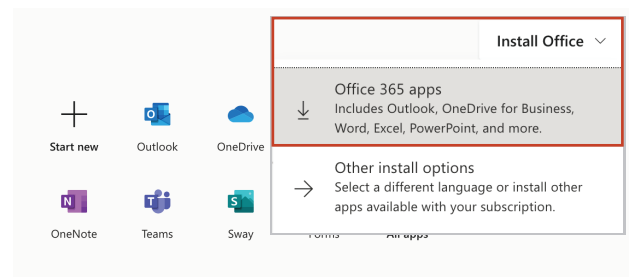 Install Office
Office 365 apps
Includes Outlook, OneDrive for Business,
Word, Excel, PowerPoint, and more.
Other install options
Select a different language or install other
apps available with your subscription.
Start new
Outlook
OneDrive
OneNote
Teams
Sway
Forms
All apps